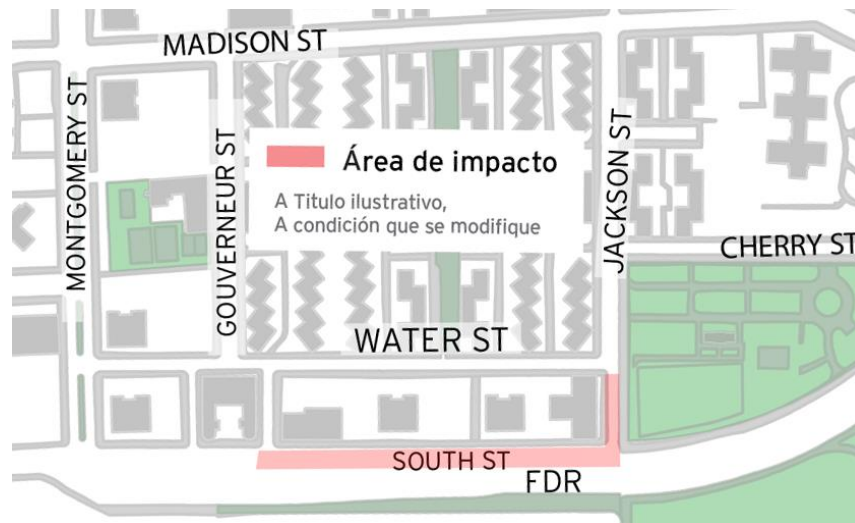 MADISON ST
MONTGOMERY ST
GOUVERNEUR ST
Área de impacto
A Titulo ilustrativo,
A condición que se modifique
JACKSON ST
CHERRY ST
WATER ST
SOUTH ST
FDR